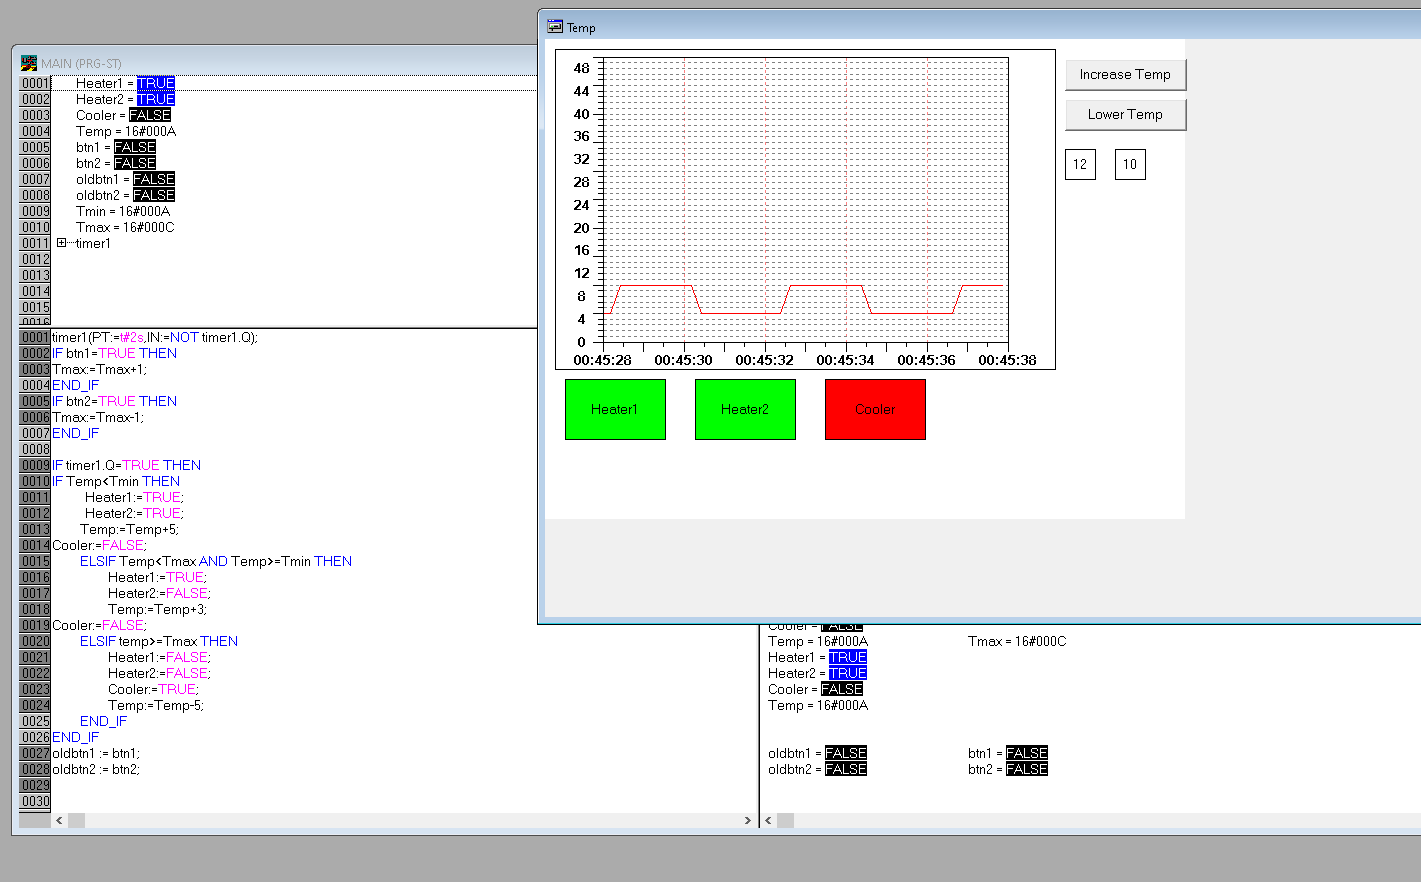 Temp
48
44
40
36
32
28
24
20
16
12
8
4
0
00:45:28 00:45:30 00:45:32 00:45:34 00:45:36 00:45:38
Increase Temp
Lower Temp
12 10
Heater1 Heater2 Cooler
MAIN (PRG-ST)
0001 Heater1 = TRUE
0002 Heater2 = TRUE
0003 Cooler = FALSE
0004 Temp = 16#000A
0005 btn1 = FALSE
0006 btn2 = FALSE
0007 oldbtn1 = FALSE
0008 oldbtn2 = FALSE
0009 Tmin = 16#000A
0010 Tmax = 16#000C
0011 timer1
0012
0013
0014
0015
0016
0001 timer1(PT:=t#2s,IN:=NOT timer1.Q);
0002 IF btn1=TRUE THEN
0003 Tmax:=Tmax+1;
0004 END_IF
0005 IF btn2=TRUE THEN
0006 Tmax:=Tmax-1;
0007 END_IF
0008
0009 IF timer1.Q=TRUE THEN
0010 IF Temp<Tmin THEN
0011 Heater1:=TRUE;
0012 Heater2:=TRUE;
0013 Temp:=Temp+5;
0014 Cooler:=FALSE;
0015 ELSIF Temp<Tmax AND Temp>=Tmin THEN
0016 Heater1:=TRUE;
0017 Heater2:=FALSE;
0018 Temp:=Temp+3;
0019 Cooler:=FALSE;
0020 ELSIF temp>=Tmax THEN
0021 Heater1:=FALSE;
0022 Heater2:=FALSE;
0023 Cooler:=TRUE;
0024 Temp:=Temp-5;
0025 END_IF
0026 END_IF
0027 oldbtn1 := btn1;
0028 oldbtn2 := btn2;
0029
0030
Cooler = FALSE
Temp = 16#000A Tmax = 16#000C
Heater1 = TRUE
Heater2 = TRUE
Cooler = FALSE
Temp = 16#000A
oldbtn1 = FALSE btn1 = FALSE
oldbtn2 = FALSE btn2 = FALSE